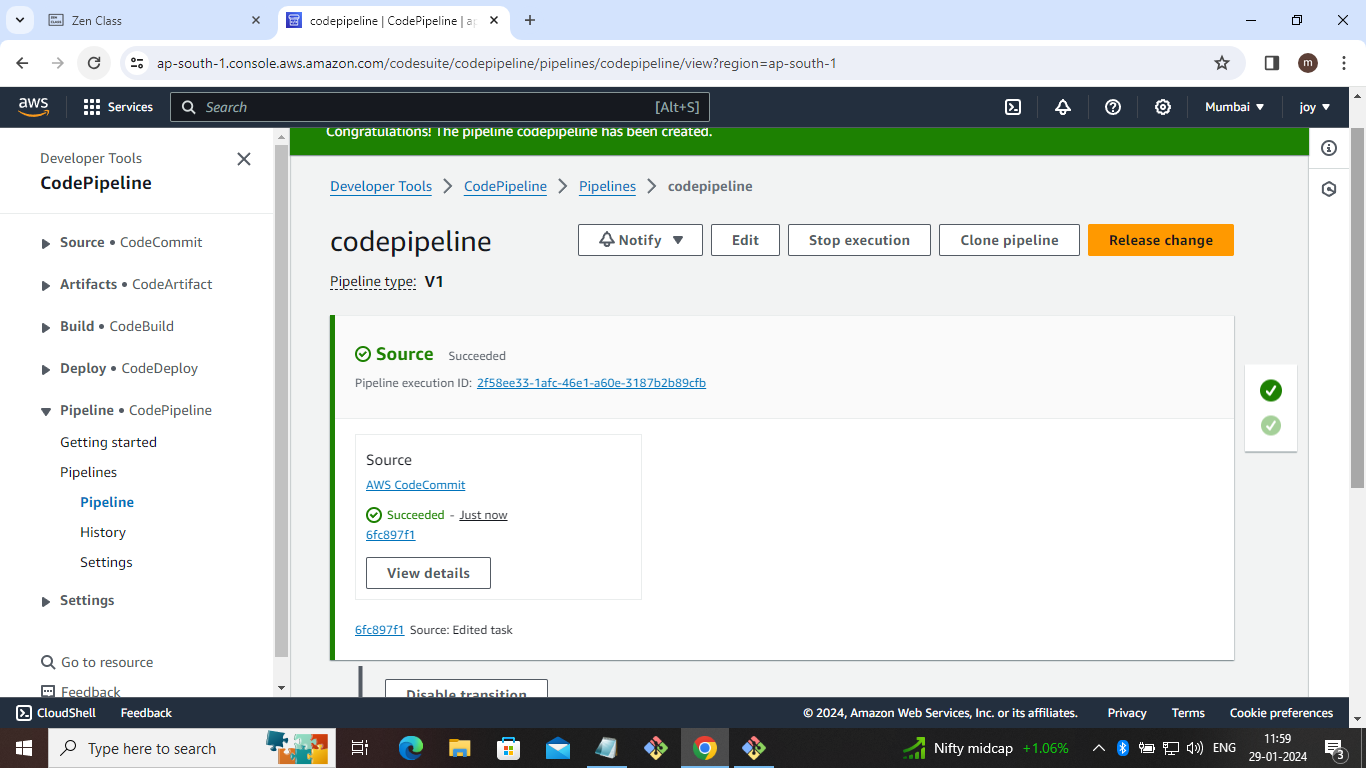 Zen Class
codepipeline | CodePipeline | ap
ap-south-1.console.aws.amazon.com/codesuite/codepipeline/pipelines/codepipeline/view?region=ap-south-1
m
aws
Services
Search
[Alt+S]
Mumbai
joy
Developer Tools
CodePipeline
Source • CodeCommit
Artifacts • CodeArtifact
Build • CodeBuild
Deploy • CodeDeploy
Pipeline • CodePipeline
Getting started
Pipelines
Pipeline
History
Settings
Settings
Go to resource
Feedback
Congratulations! The pipeline codepipeline has been created.
Developer Tools
CodePipeline
Pipelines
codepipeline
codepipeline
Notify
Edit
Stop execution
Clone pipeline
Release change
Pipeline type: V1
Source Succeeded
Pipeline execution ID: 2f58ee33-1afc-46e1-a60e-3187b2b89cfb
Source
AWS CodeCommit
Succeeded - Just now
6fc897f1
View details
6fc897f1 Source: Edited task
Disable transition
CloudShell
Feedback
© 2024, Amazon Web Services, Inc. or its affiliates.
Privacy
Terms
Cookie preferences
Type here to search
Nifty midcap +1.06%
ENG
11:59
29-01-2024
3